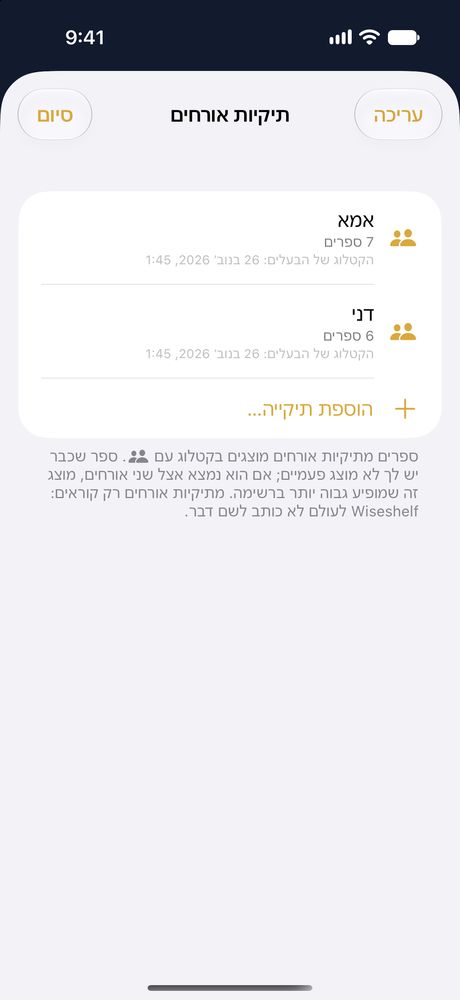 9:41
עריכה
תיקיות אורחים
סיום
אמא
7 ספרים
הקטלוג של הבעלים: 26 בנוב׳ 2026, 1:45
דני
6 ספרים
הקטלוג של הבעלים: 26 בנוב׳ 2026, 1:45
הוספת תיקייה...
ספרים מתיקיות אורחים מוצגים בקטלוג עם . ספר שכבר
יש לך לא מוצג פעמיים; אם הוא נמצא אצל שני אורחים, מוצג
זה שמופיע גבוה יותר ברשימה. מתיקיות אורחים רק קוראים:
Wiseshelf לעולם לא כותב לשם דבר.